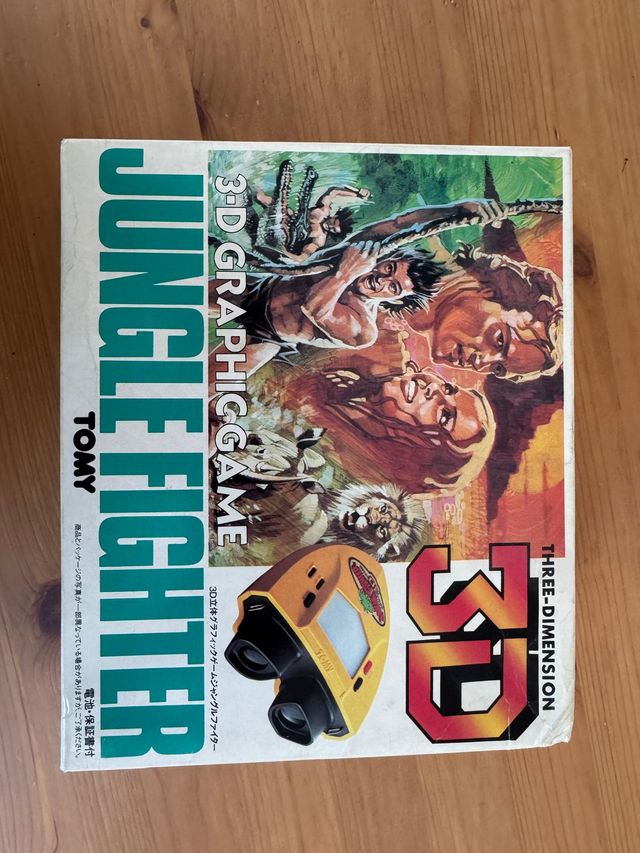 THREE-DIMENSION
3D
3-D GRAPHIC GAME
TOMY
3D立体グラフィックゲームジャングルファイター
JUNGLE FIGHTER
TOMY
電池・保証書付
商品とパッケージの写真が一部異なっている場合がありますが、ご了承ください。